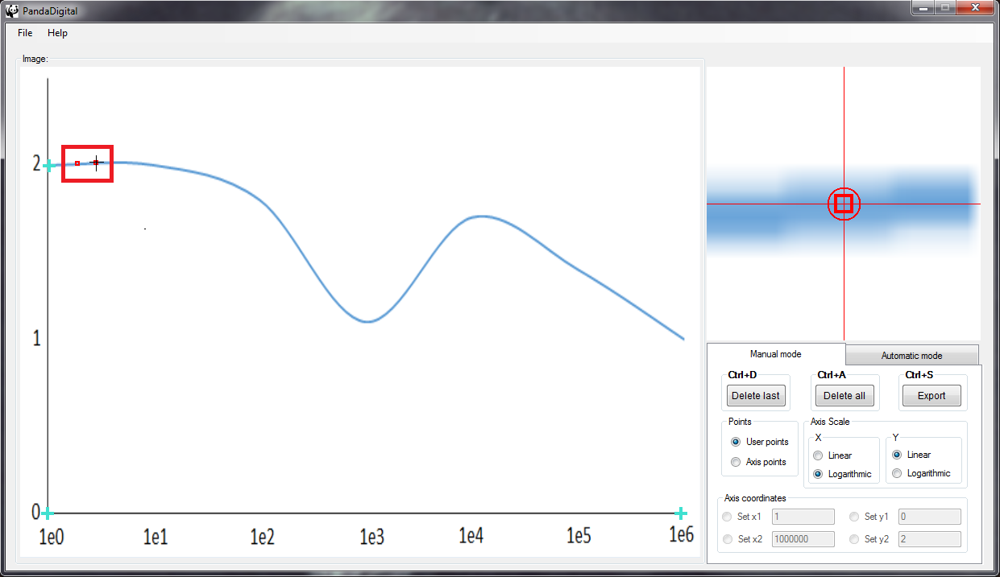 PandaDigital
File Help
Image:
2
1
0
1e0 1e1 1e2 1e3 1e4 1e5 1e6
Manual mode Automatic mode
Ctrl+D Ctrl+A Ctrl+S
Delete last Delete all Export
Points Axis Scale
X Y
User points Linear Linear
Axis points Logarithmic Logarithmic
Axis coordinates
Set x1 1 Set y1 0
Set x2 1000000 Set y2 2